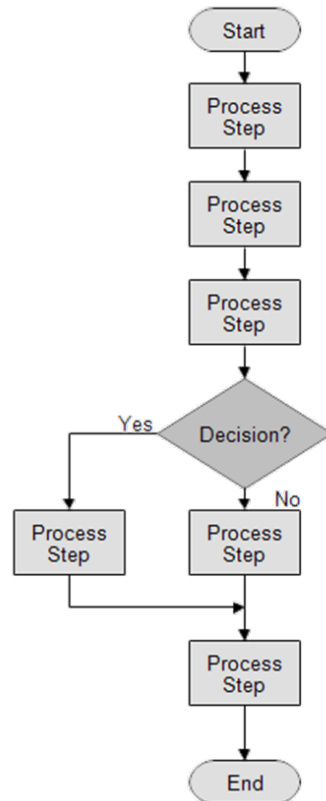 Start
Process
Step
Process
Step
Process
Step
Decision?
Yes
No
Process
Step
Process
Step
Process
Step
End